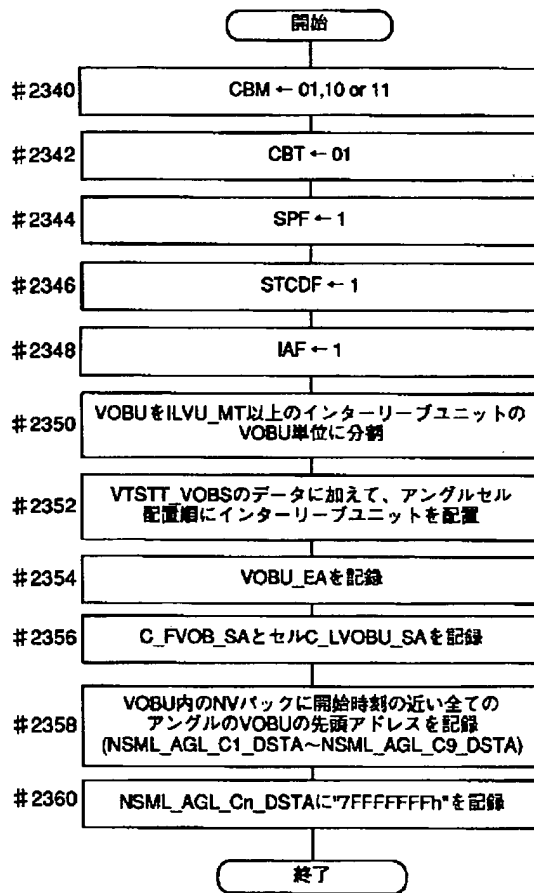 開始
#2340
CBM ← 01,10 or 11
#2342
CBT ← 01
#2344
SPF ← 1
#2346
STCDF ← 1
#2348
IAF ← 1
#2350
VOBUをILVU_MT以上のインターリーブユニットの
VOBU単位に分割
#2352
VTSTT_VOBSのデータに加えて、アングルセル
配置順にインターリーブユニットを配置
#2354
VOBU_EAを記録
#2356
C_FVOB_SAとセルC_LVOBU_SAを記録
#2358
VOBU内のNVパックに開始時刻の近い全ての
アングルのVOBUの先頭アドレスを記録
(NSML_AGL_C1_DSTA～NSML_AGL_C9_DSTA)
#2360
NSML_AGL_Cn_DSTAに"7FFFFFFFh"を記録
終了